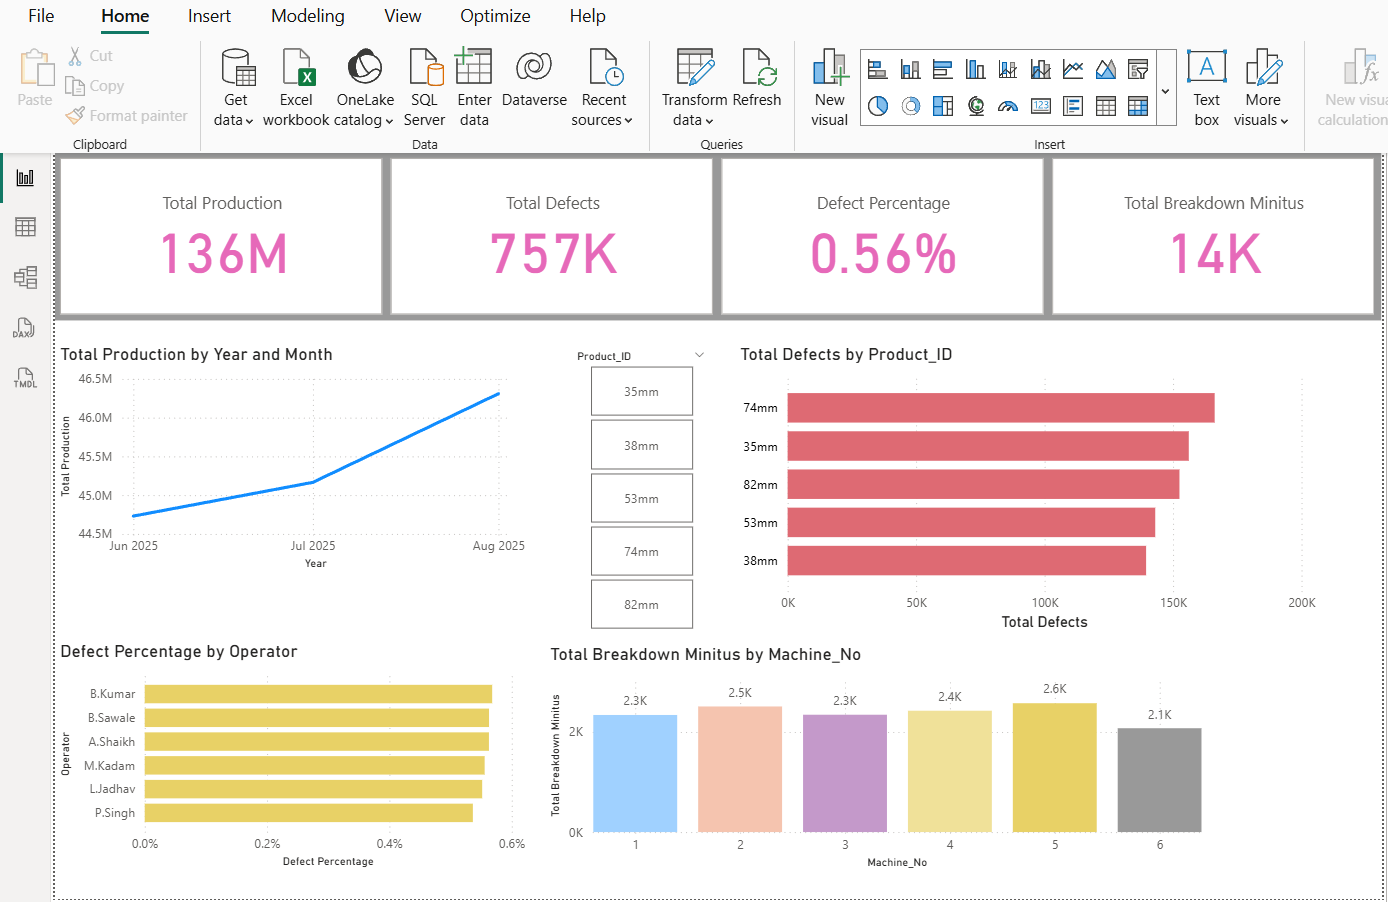 File Home Insert Modeling View Optimize Help
Paste
Cut
Copy
Format painter
Clipboard
Get data
Excel workbook
OneLake catalog
SQL Server
Enter data
Dataverse
Recent sources
Data
Transform data
Refresh
Queries
New visual
123
A
Text box
More visuals
Insert
fx
New visu
calculation
DAX
TMDL
Total Production
136M
Total Defects
757K
Defect Percentage
0.56%
Total Breakdown Minitus
14K
Total Production by Year and Month
Total Production
46.5M
46.0M
45.5M
45.0M
44.5M
Jun 2025 Jul 2025 Aug 2025
Year
Product_ID
35mm
38mm
53mm
74mm
82mm
Total Defects by Product_ID
74mm
35mm
82mm
53mm
38mm
0K 50K 100K 150K 200K
Total Defects
Defect Percentage by Operator
Operator
B.Kumar
B.Sawale
A.Shaikh
M.Kadam
L.Jadhav
P.Singh
0.0% 0.2% 0.4% 0.6%
Defect Percentage
Total Breakdown Minitus by Machine_No
Total Breakdown Minitus
2K
0K
2.3K 2.5K 2.3K 2.4K 2.6K 2.1K
1 2 3 4 5 6
Machine_No